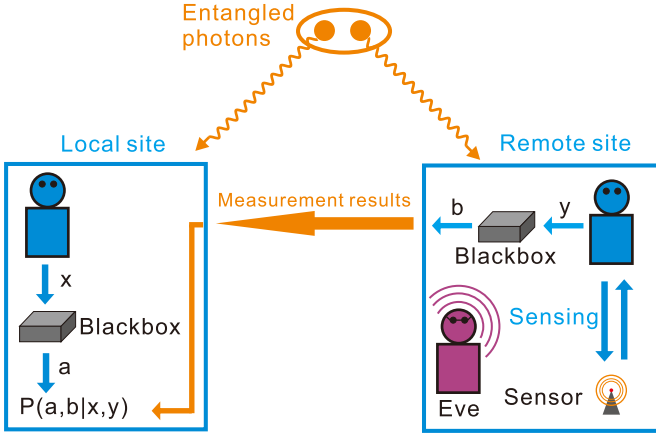 Entangled
photons
Local site
Remote site
Measurement results
x
Blackbox
a
P(a,b|x,y)
b
y
Blackbox
Sensing
Eve
Sensor